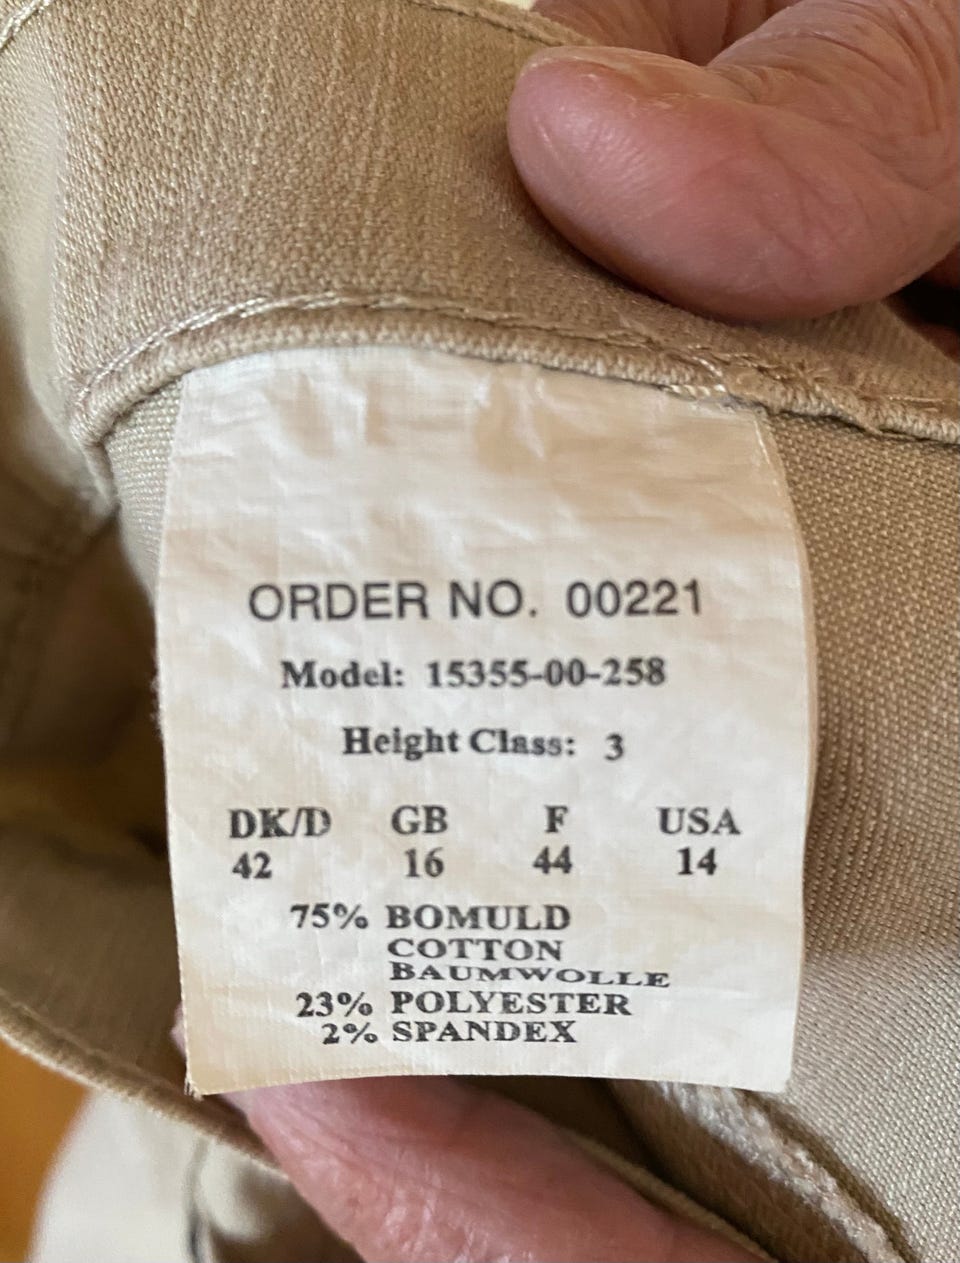 ORDER NO. 00221
Model: 15355-00-258
Height Class: 3
DK/D GB F USA
42 16 44 14
75% BOMULD
COTTON
BAUMWOLLE
23% POLYESTER
2% SPANDEX